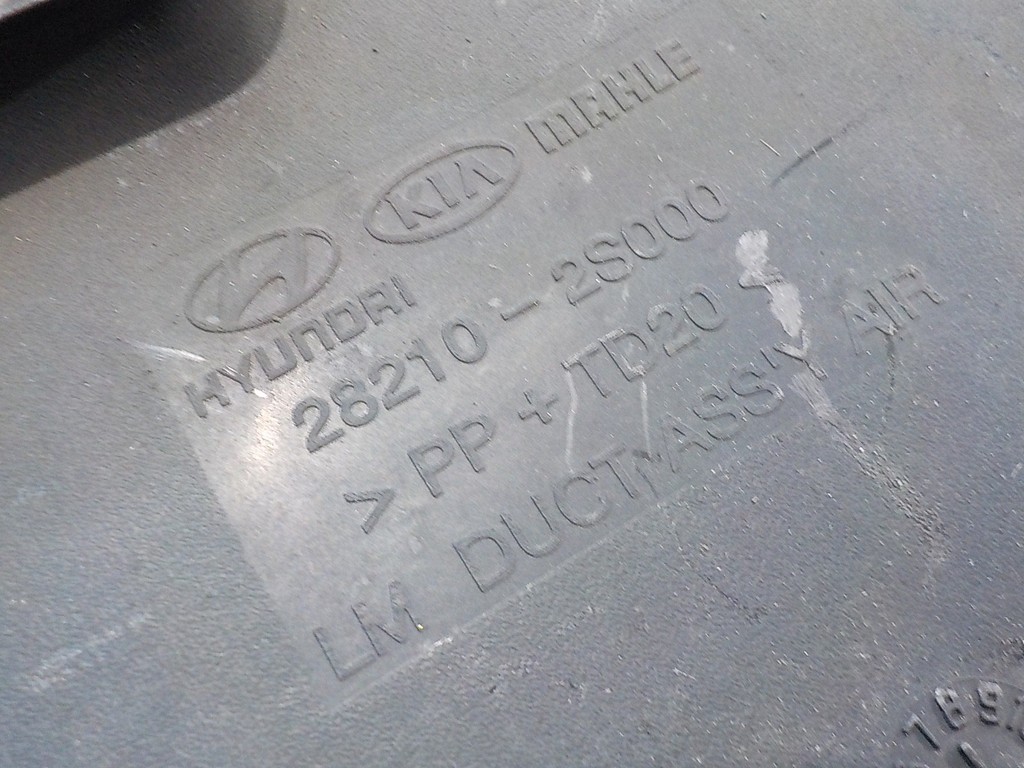 HYUNDAI KIA MAHLE
28210-2S000
>PP+TD20<
LM DUCT ASSY AIR